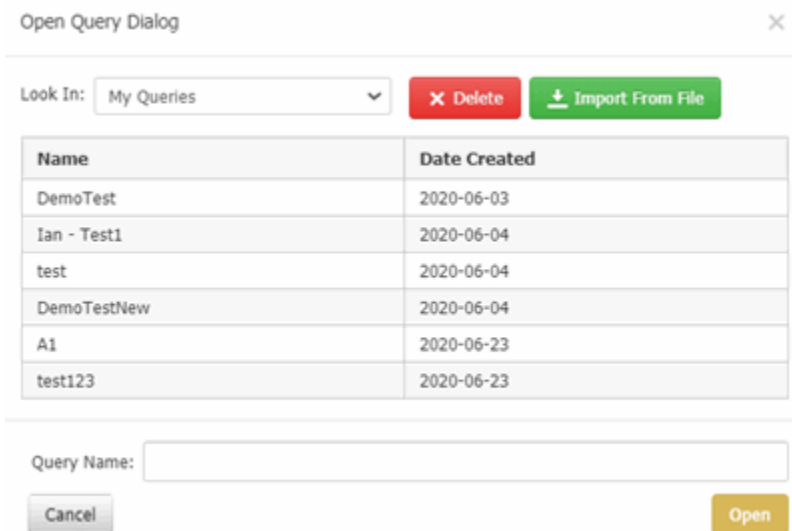 Open Query Dialog
Look In: My Queries Delete Import From File
Name Date Created
DemoTest 2020-06-03
Ian - Test1 2020-06-04
test 2020-06-04
DemoTestNew 2020-06-04
A1 2020-06-23
test123 2020-06-23
Query Name:
Cancel Open